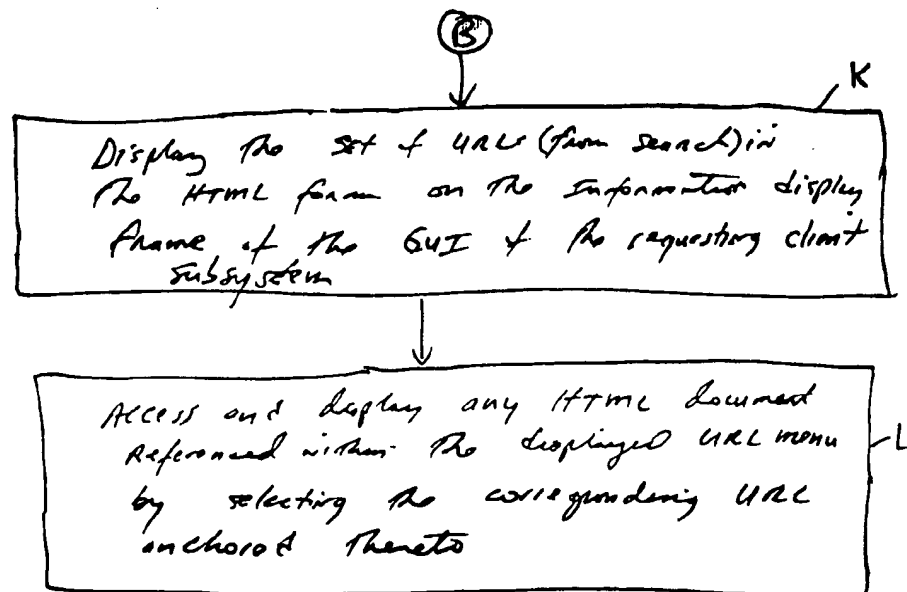 B
K
Display the set of URLs (from search) in
the HTML form on the Information display
frame of the GUI of the requesting client
subsystem
Access and display any HTML document
Referenced within the displayed URL menu
L
by selecting the corresponding URL
anchored thereto